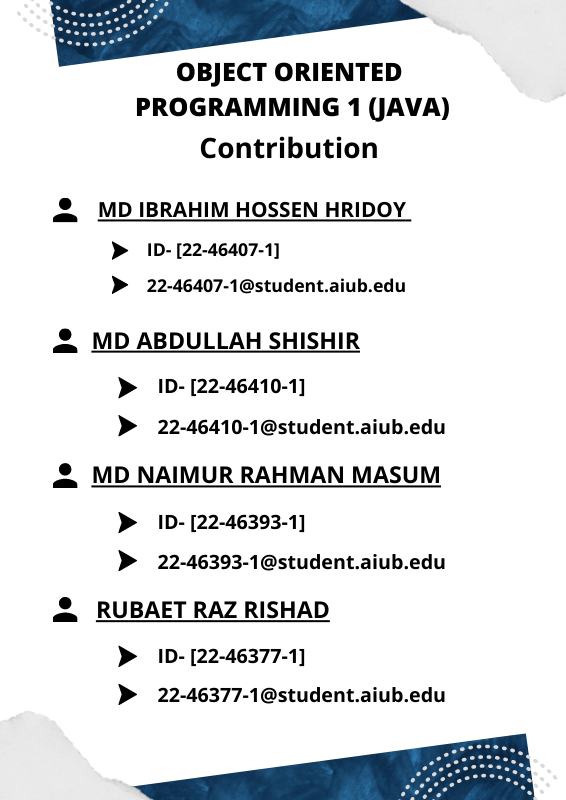 OBJECT ORIENTED
PROGRAMMING 1 (JAVA)
Contribution
MD IBRAHIM HOSSEN HRIDOY
ID- [22-46407-1]
22-46407-1@student.aiub.edu
MD ABDULLAH SHISHIR
ID- [22-46410-1]
22-46410-1@student.aiub.edu
MD NAIMUR RAHMAN MASUM
ID- [22-46393-1]
22-46393-1@student.aiub.edu
RUBAET RAZ RISHAD
ID- [22-46377-1]
22-46377-1@student.aiub.edu